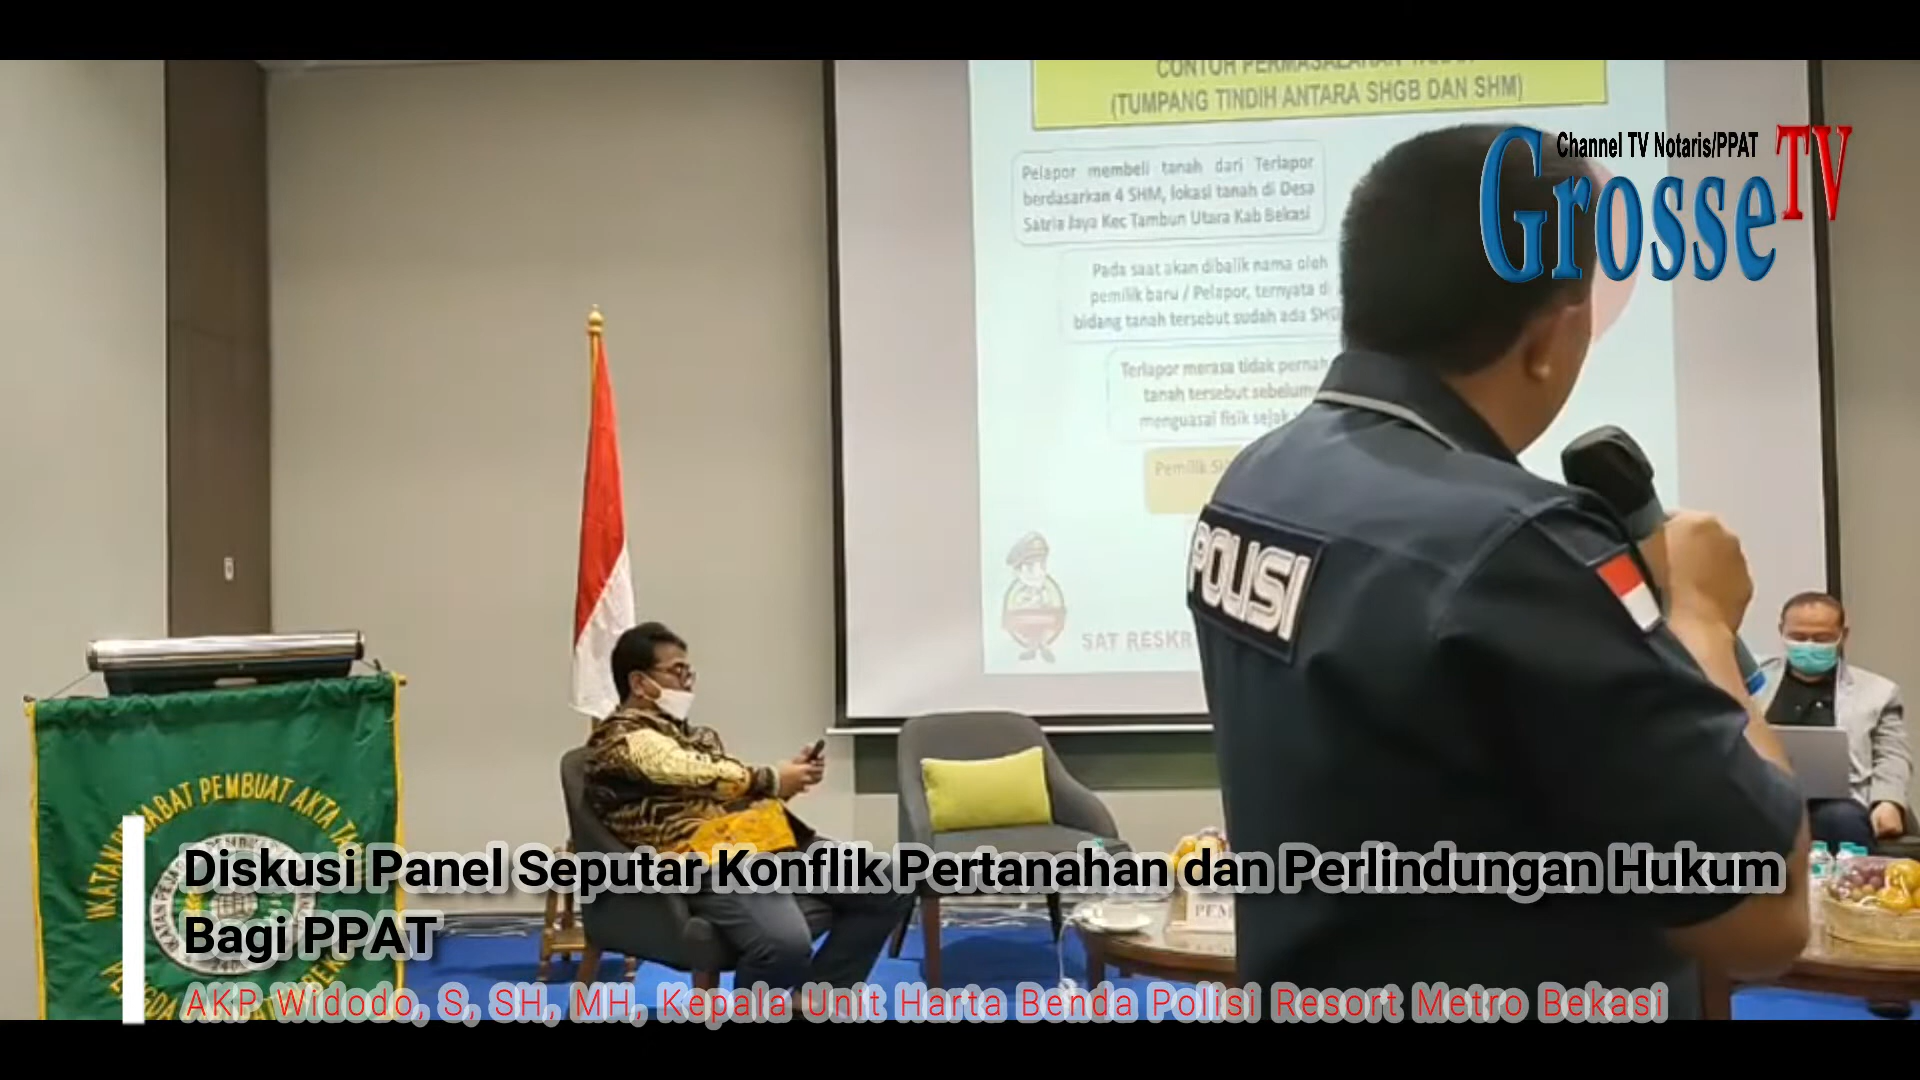 (TUMPANG TINDIH ANTARA SHGB DAN SHM)
Channel TV Notaris/PPAT
Grosse TV
Pelapor membeli tanah dari Terlapor
berdasarkan 4 SHM, lokasi tanah di Desa
Satria Jaya Kec Tambun Utara Kab Bekasi
Pada saat akan dibalik nama oleh
pemilik baru / Pelapor, ternyata di
bidang tanah tersebut sudah ada
Terlapor merasa tidak pernah
tanah tersebut
menguasai fisik sejak
Pemilik
SAT
POLISI
PEMBUAT AKTA
Diskusi Panel Seputar Konflik Pertanahan dan Perlindungan Hukum
Bagi PPAT
AKP Widodo, S, SH, MH, Kepala Unit Harta Benda Polisi Resort Metro Bekasi